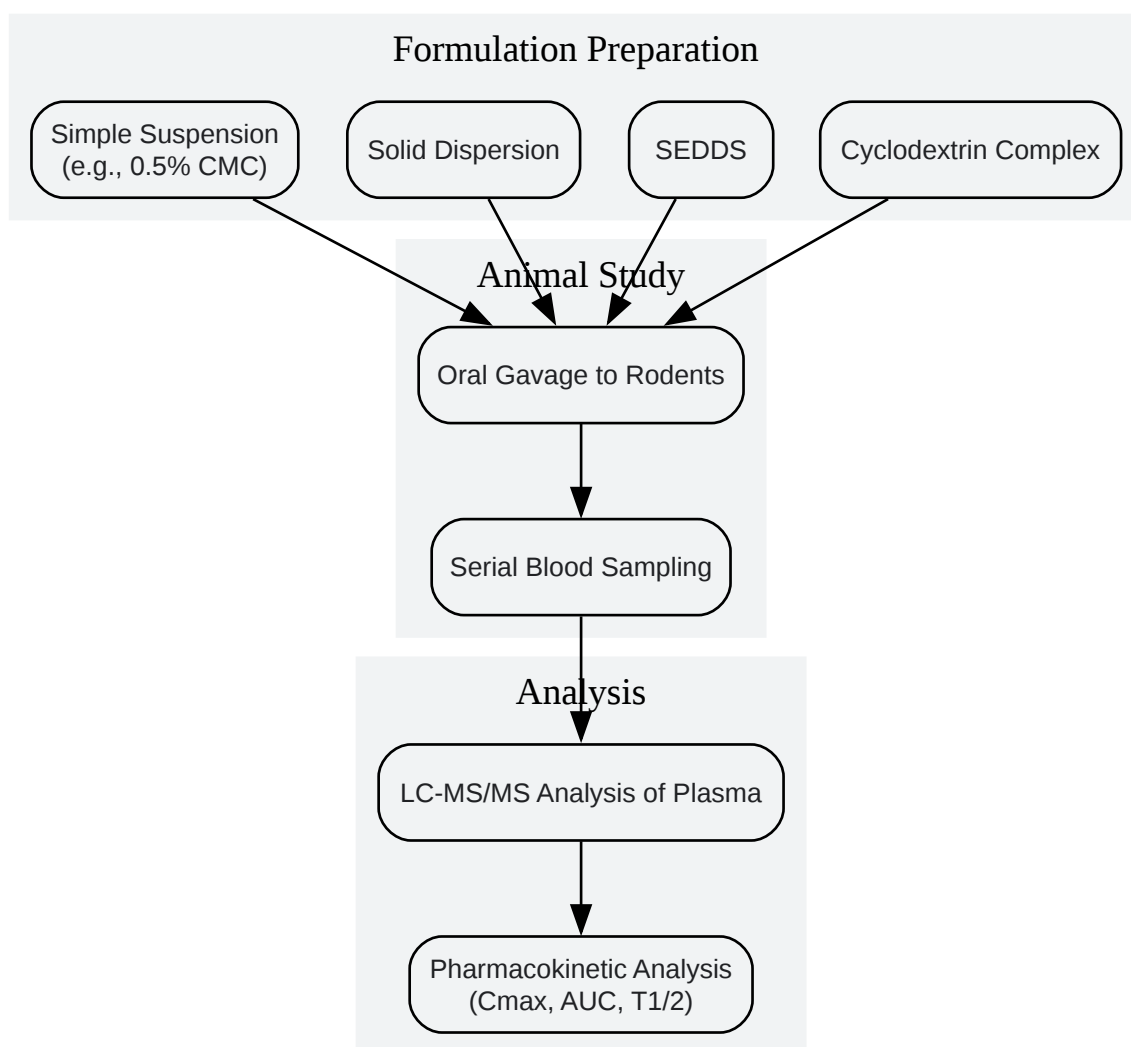 Formulation Preparation
Simple Suspension
(e.g., 0.5% CMC)
Solid Dispersion
SEDDS
Cyclodextrin Complex
Animal Study
Oral Gavage to Rodents
Serial Blood Sampling
Analysis
LC-MS/MS Analysis of Plasma
Pharmacokinetic Analysis
(Cmax, AUC, T1/2)